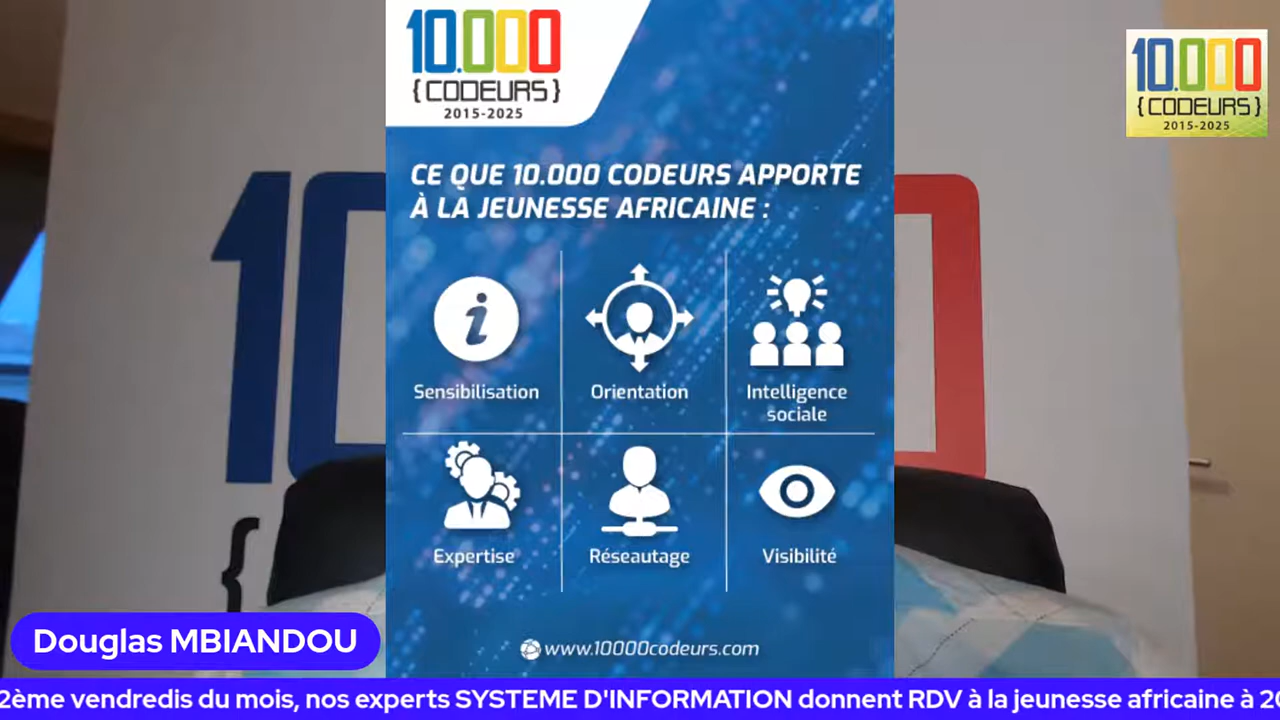 10.000
{CODEURS}
2015-2025
10.000
{CODEURS}
2015-2025
CE QUE 10.000 CODEURS APPORTE
À LA JEUNESSE AFRICAINE :
Sensibilisation
Orientation
Intelligence
sociale
Expertise
Réseautage
Visibilité
www.10000codeurs.com
10
{
Douglas MBIANDOU
2ème vendredis du mois, nos experts SYSTEME D'INFORMATION donnent RDV à la jeunesse africaine à